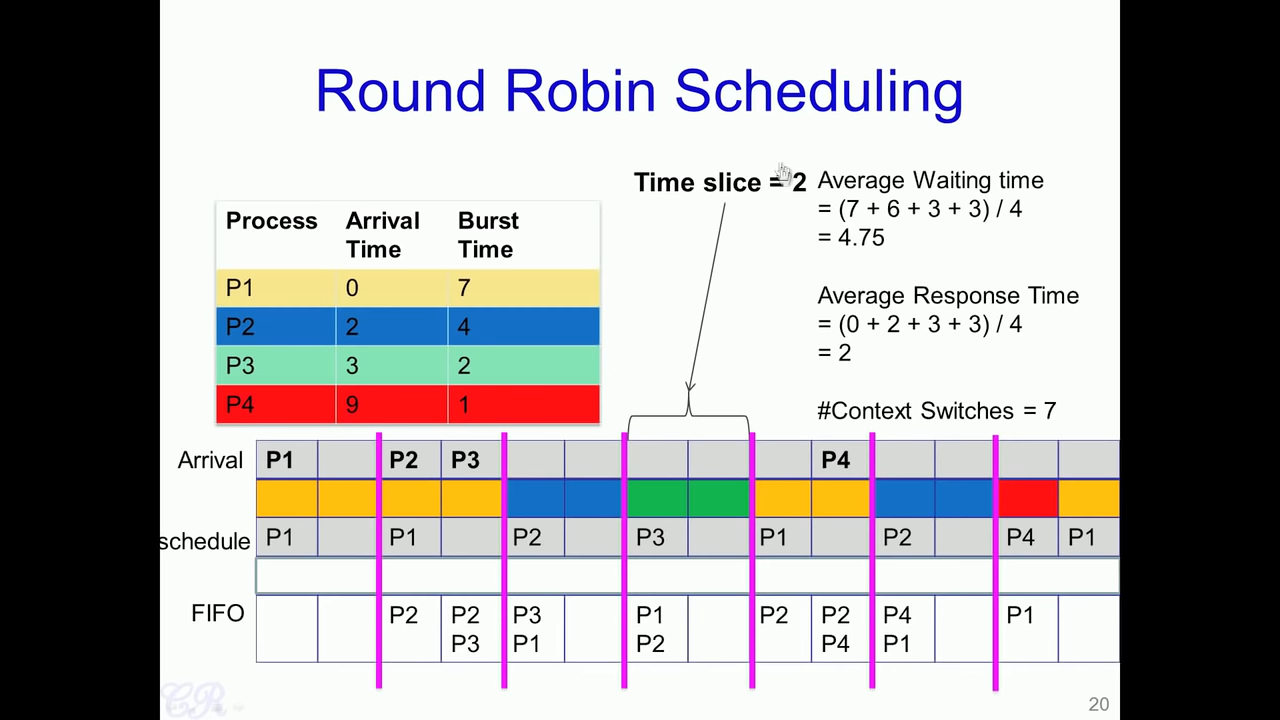 Round Robin Scheduling
Time slice = 2
Average Waiting time
= (7 + 6 + 3 + 3) / 4
= 4.75
Average Response Time
= (0 + 2 + 3 + 3) / 4
= 2
#Context Switches = 7
Process Arrival Time Burst Time
P1 0 7
P2 2 4
P3 3 2
P4 9 1
Arrival P1 P2 P3 P4
schedule P1 P1 P2 P3 P1 P2 P4 P1
FIFO P2 P2 P3 P1 P2 P2 P4 P1
P3 P1 P2 P4 P1
20